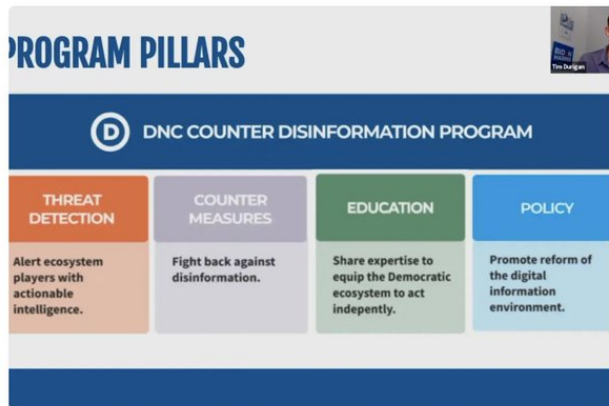 PROGRAM PILLARS
Tim Durigan
D DNC COUNTER DISINFORMATION PROGRAM
THREAT
DETECTION
Alert ecosystem
players with
actionable
intelligence.
COUNTER
MEASURES
Fight back against
disinformation.
EDUCATION
Share expertise to
equip the Democratic
ecosystem to act
indepently.
POLICY
Promote reform of
the digital
information
environment.